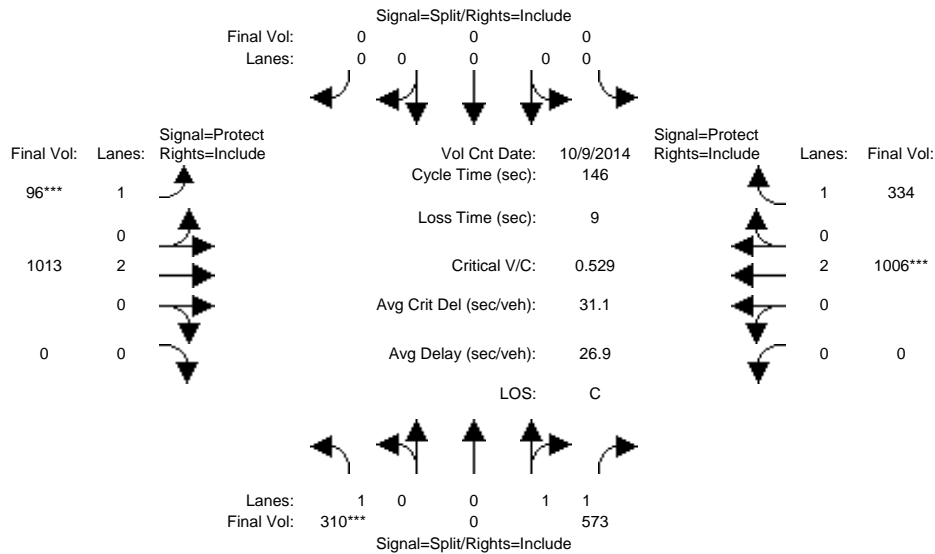 Signal=Split/Rights=Include
Final Vol: 0 0 0
Lanes: 0 0 0 0 0
Signal=Protect
Final Vol: Lanes: Rights=Include
Vol Cnt Date: 10/9/2014
Signal=Protect
Rights=Include Lanes: Final Vol:
Cycle Time (sec): 146
96*** 1
1 334
Loss Time (sec): 9
0
0
1013 2
Critical V/C: 0.529
2 1006***
0
Avg Crit Del (sec/veh): 31.1
0
0 0
Avg Delay (sec/veh): 26.9
0 0
LOS: C
Lanes: 1 0 0 1 1
Final Vol: 310*** 0 573
Signal=Split/Rights=Include